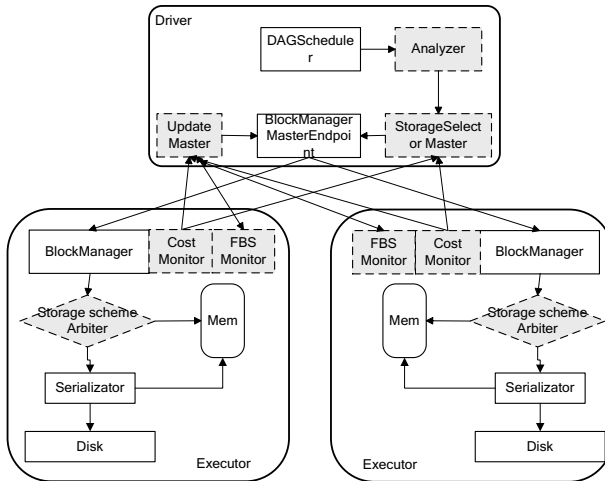 Driver
DAGSchedule
r
Analyzer
Update
Master
BlockManager
MasterEndpoi
nt
StorageSelect
or Master
BlockManager
Cost
Monitor
FBS
Monitor
Storage scheme
Arbiter
Mem
Serializator
Disk
Executor
FBS
Monitor
Cost
Monitor
BlockManager
Mem
Storage scheme
Arbiter
Serializator
Disk
Executor